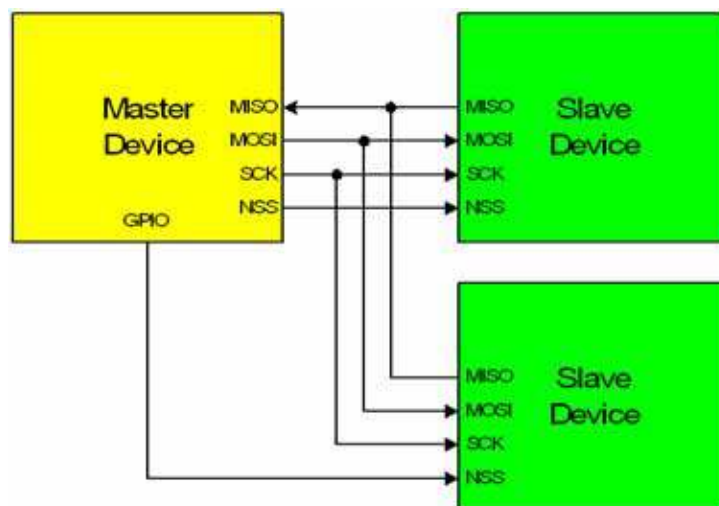 Master
Device
MISO
MOSI
SCK
NSS
GPIO
MISO
MOSI
SCK
NSS
Slave
Device
MISO
MOSI
SCK
NSS
Slave
Device